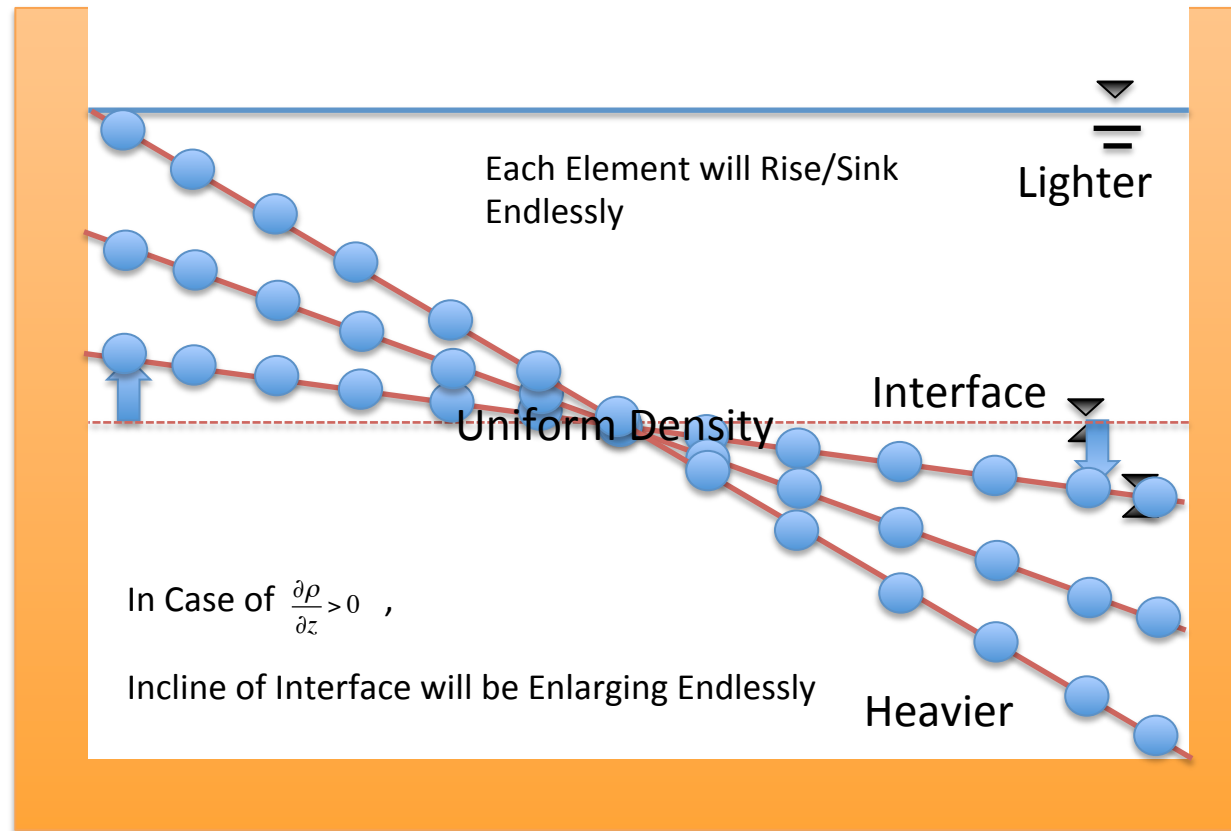 Each Element will Rise/Sink
Endlessly
Lighter
Interface
Uniform Density
In Case of ∂ρ/∂z > 0 ,
Incline of Interface will be Enlarging Endlessly
Heavier